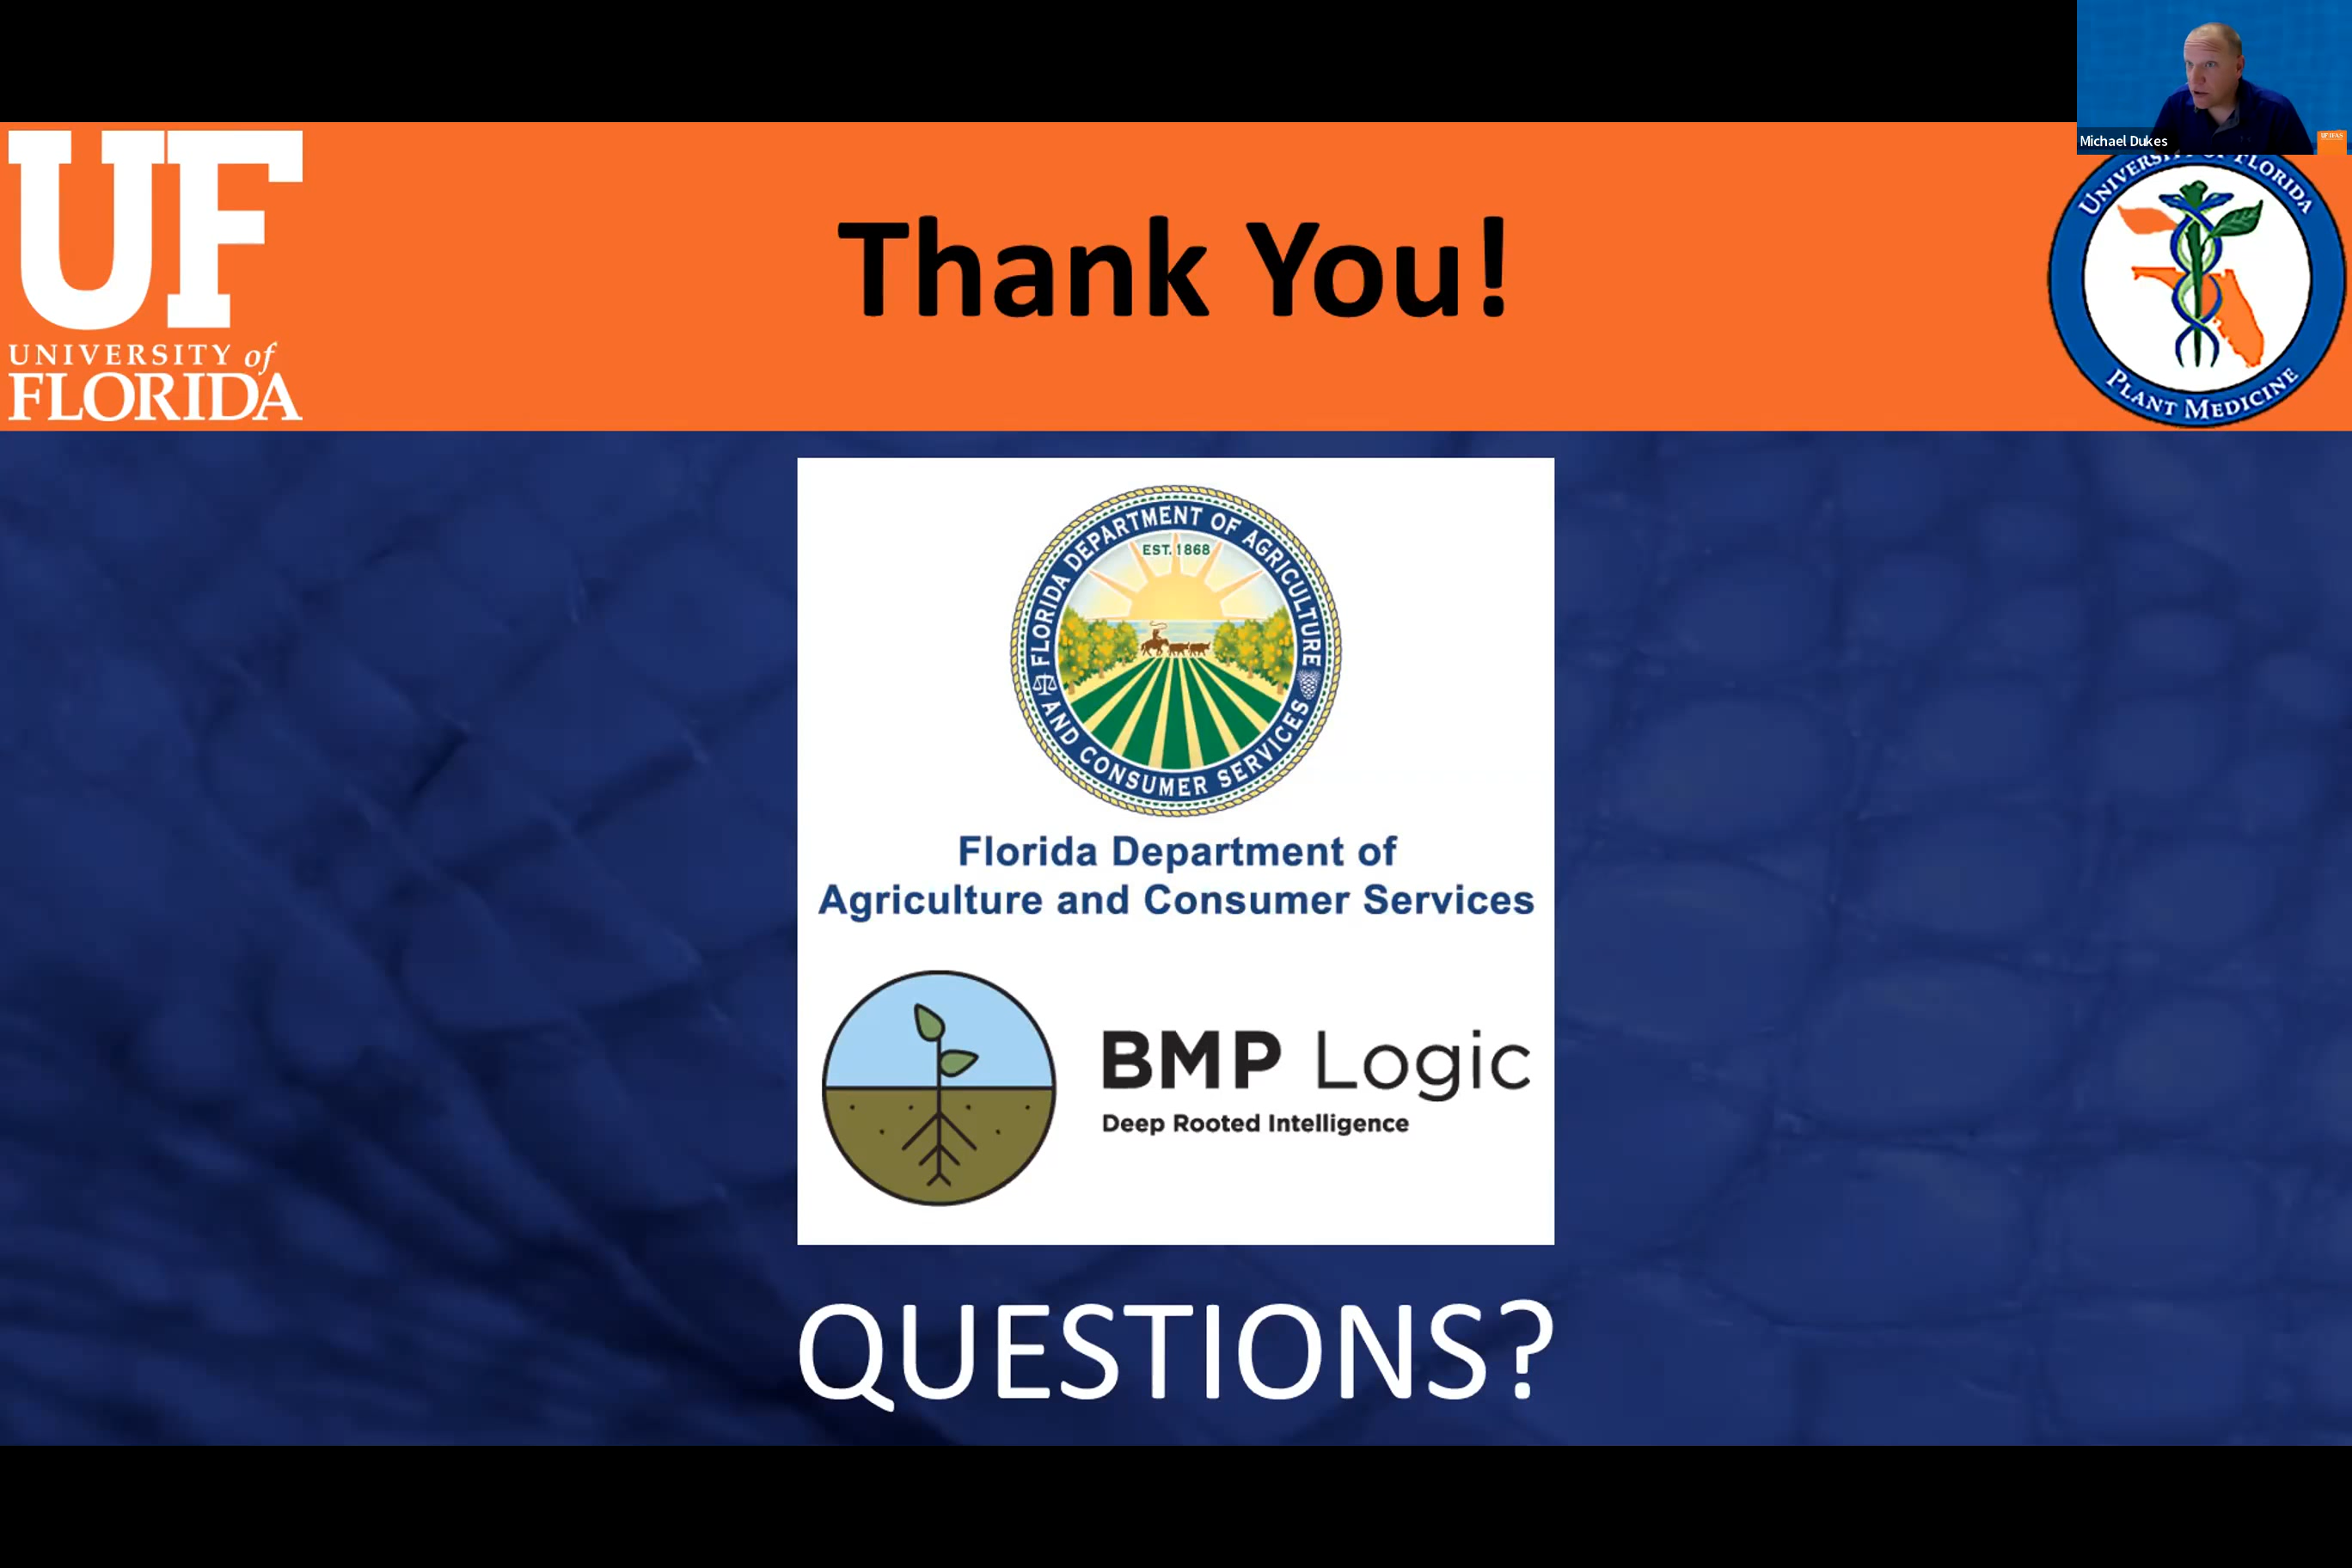 Michael Dukes
UF
UNIVERSITY of
FLORIDA
Thank You!
UNIVERSITY OF FLORIDA
PLANT MEDICINE
FLORIDA DEPARTMENT OF AGRICULTURE
AND CONSUMER SERVICES
EST. 1868
Florida Department of
Agriculture and Consumer Services
BMP Logic
Deep Rooted Intelligence
QUESTIONS?